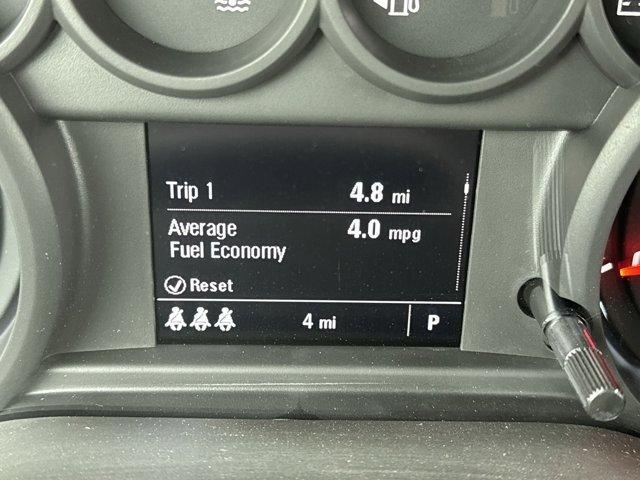 Trip 1 4.8 mi
Average 4.0 mpg
Fuel Economy
Reset
4 mi P